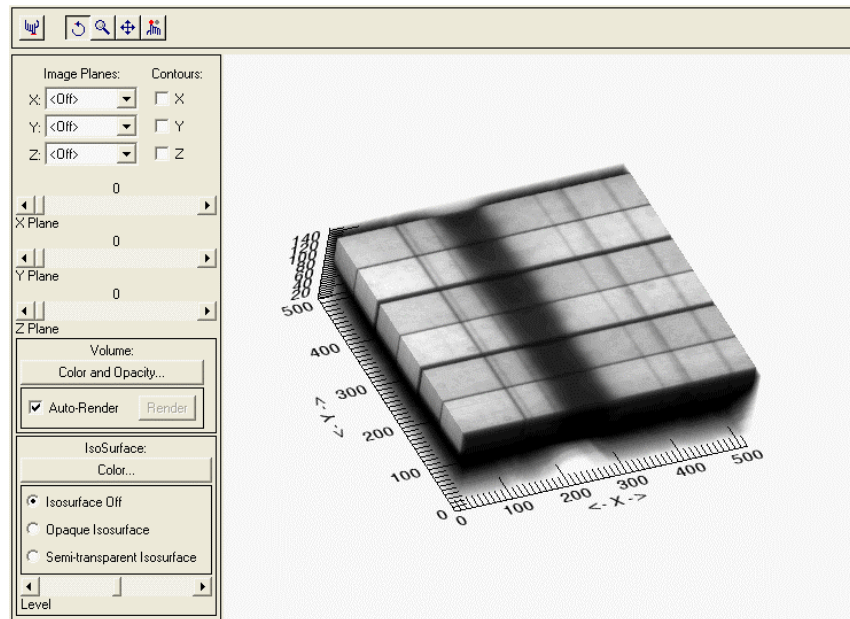 Image Planes: Contours:
X: <Off> X
Y: <Off> Y
Z: <Off> Z
0
X Plane
0
Y Plane
0
Z Plane
Volume:
Color and Opacity...
Auto-Render Render
IsoSurface:
Color...
Isosurface Off
Opaque Isosurface
Semi-transparent Isosurface
Level
140
120
100
80
60
40
20
500
400
300
200
100
0
<- Y ->
0 100 200 300 400 500
<- X ->